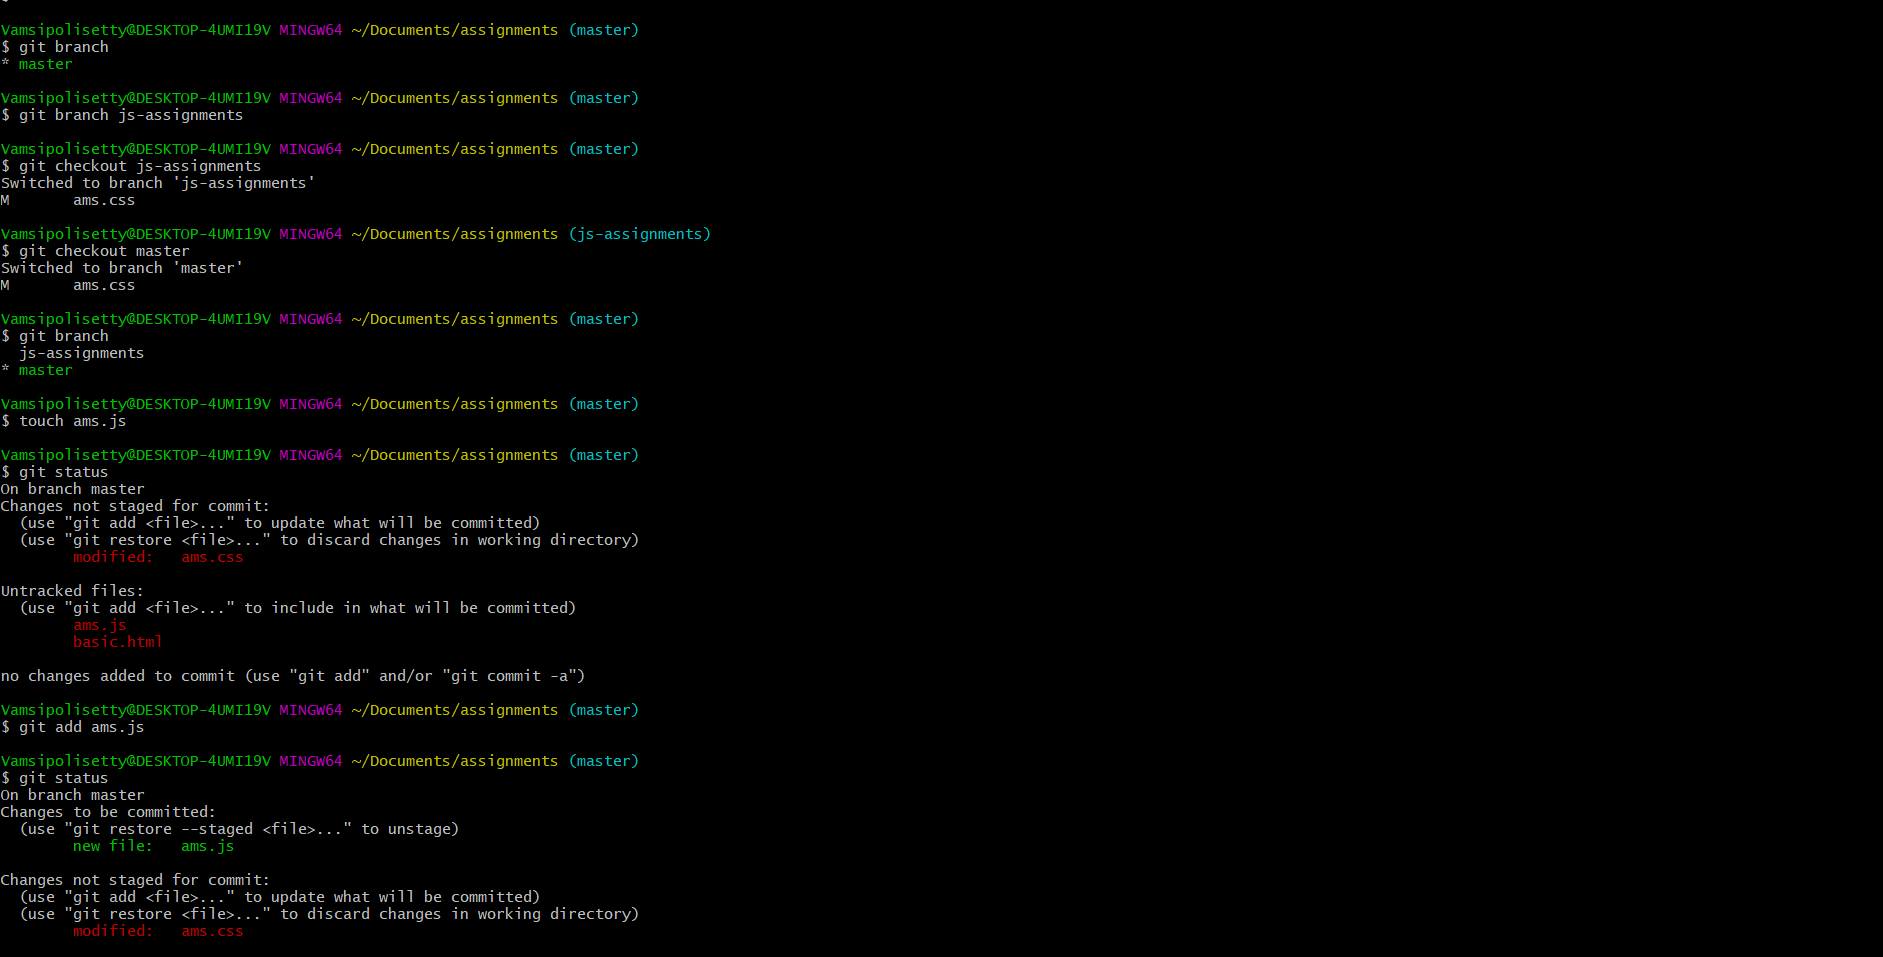 Vamsipolisetty@DESKTOP-4UMI19V MINGW64 ~/Documents/assignments (master)
$ git branch
* master
Vamsipolisetty@DESKTOP-4UMI19V MINGW64 ~/Documents/assignments (master)
$ git branch js-assignments
Vamsipolisetty@DESKTOP-4UMI19V MINGW64 ~/Documents/assignments (master)
$ git checkout js-assignments
Switched to branch 'js-assignments'
M       ams.css
Vamsipolisetty@DESKTOP-4UMI19V MINGW64 ~/Documents/assignments (js-assignments)
$ git checkout master
Switched to branch 'master'
M       ams.css
Vamsipolisetty@DESKTOP-4UMI19V MINGW64 ~/Documents/assignments (master)
$ git branch
  js-assignments
* master
Vamsipolisetty@DESKTOP-4UMI19V MINGW64 ~/Documents/assignments (master)
$ touch ams.js
Vamsipolisetty@DESKTOP-4UMI19V MINGW64 ~/Documents/assignments (master)
$ git status
On branch master
Changes not staged for commit:
  (use "git add <file>..." to update what will be committed)
  (use "git restore <file>..." to discard changes in working directory)
        modified:   ams.css
Untracked files:
  (use "git add <file>..." to include in what will be committed)
        ams.js
        basic.html
no changes added to commit (use "git add" and/or "git commit -a")
Vamsipolisetty@DESKTOP-4UMI19V MINGW64 ~/Documents/assignments (master)
$ git add ams.js
Vamsipolisetty@DESKTOP-4UMI19V MINGW64 ~/Documents/assignments (master)
$ git status
On branch master
Changes to be committed:
  (use "git restore --staged <file>..." to unstage)
        new file:   ams.js
Changes not staged for commit:
  (use "git add <file>..." to update what will be committed)
  (use "git restore <file>..." to discard changes in working directory)
        modified:   ams.css